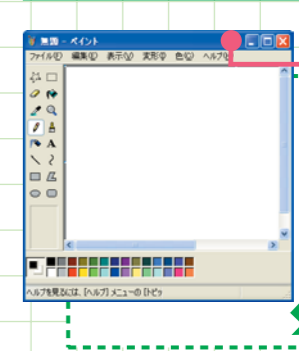 無題 - ペイント
ファイル(F) 編集(E) 表示(V) 変形(I) 色(C) ヘルプ(H)
A
ヘルプを見るには、[ヘルプ] メニューの [トピッ